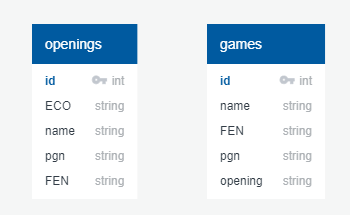 openings
id int
ECO string
name string
pgn string
FEN string
games
id int
name string
FEN string
pgn string
opening string